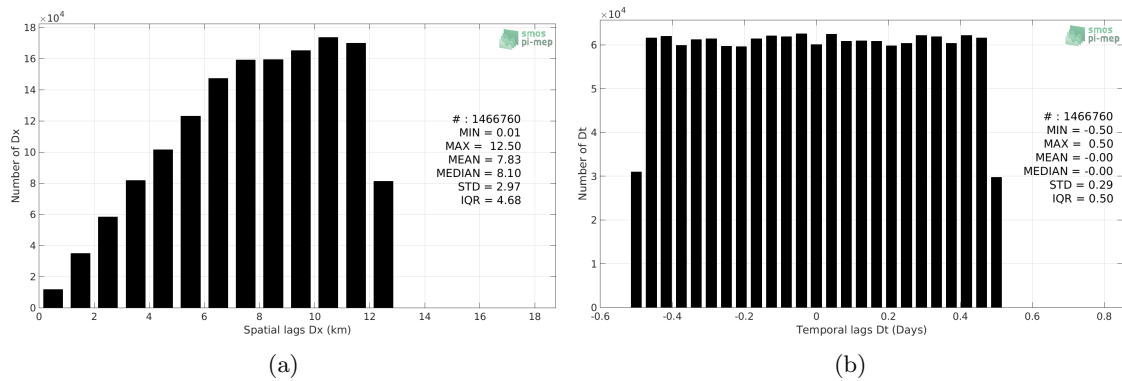 ×10⁴
18
16
14
12
10
8
6
4
2
0
Number of Dx
0 2 4 6 8 10 12 14 16 18
Spatial lags Dx (km)
smos
pi-mep
# : 1466760
MIN = 0.01
MAX = 12.50
MEAN = 7.83
MEDIAN = 8.10
STD = 2.97
IQR = 4.68
(a)
×10⁴
6
5
4
3
2
1
0
Number of Dt
-0.6 -0.4 -0.2 0 0.2 0.4 0.6 0.8
Temporal lags Dt (Days)
smos
pi-mep
# : 1466760
MIN = -0.50
MAX = 0.50
MEAN = -0.00
MEDIAN = -0.00
STD = 0.29
IQR = 0.50
(b)